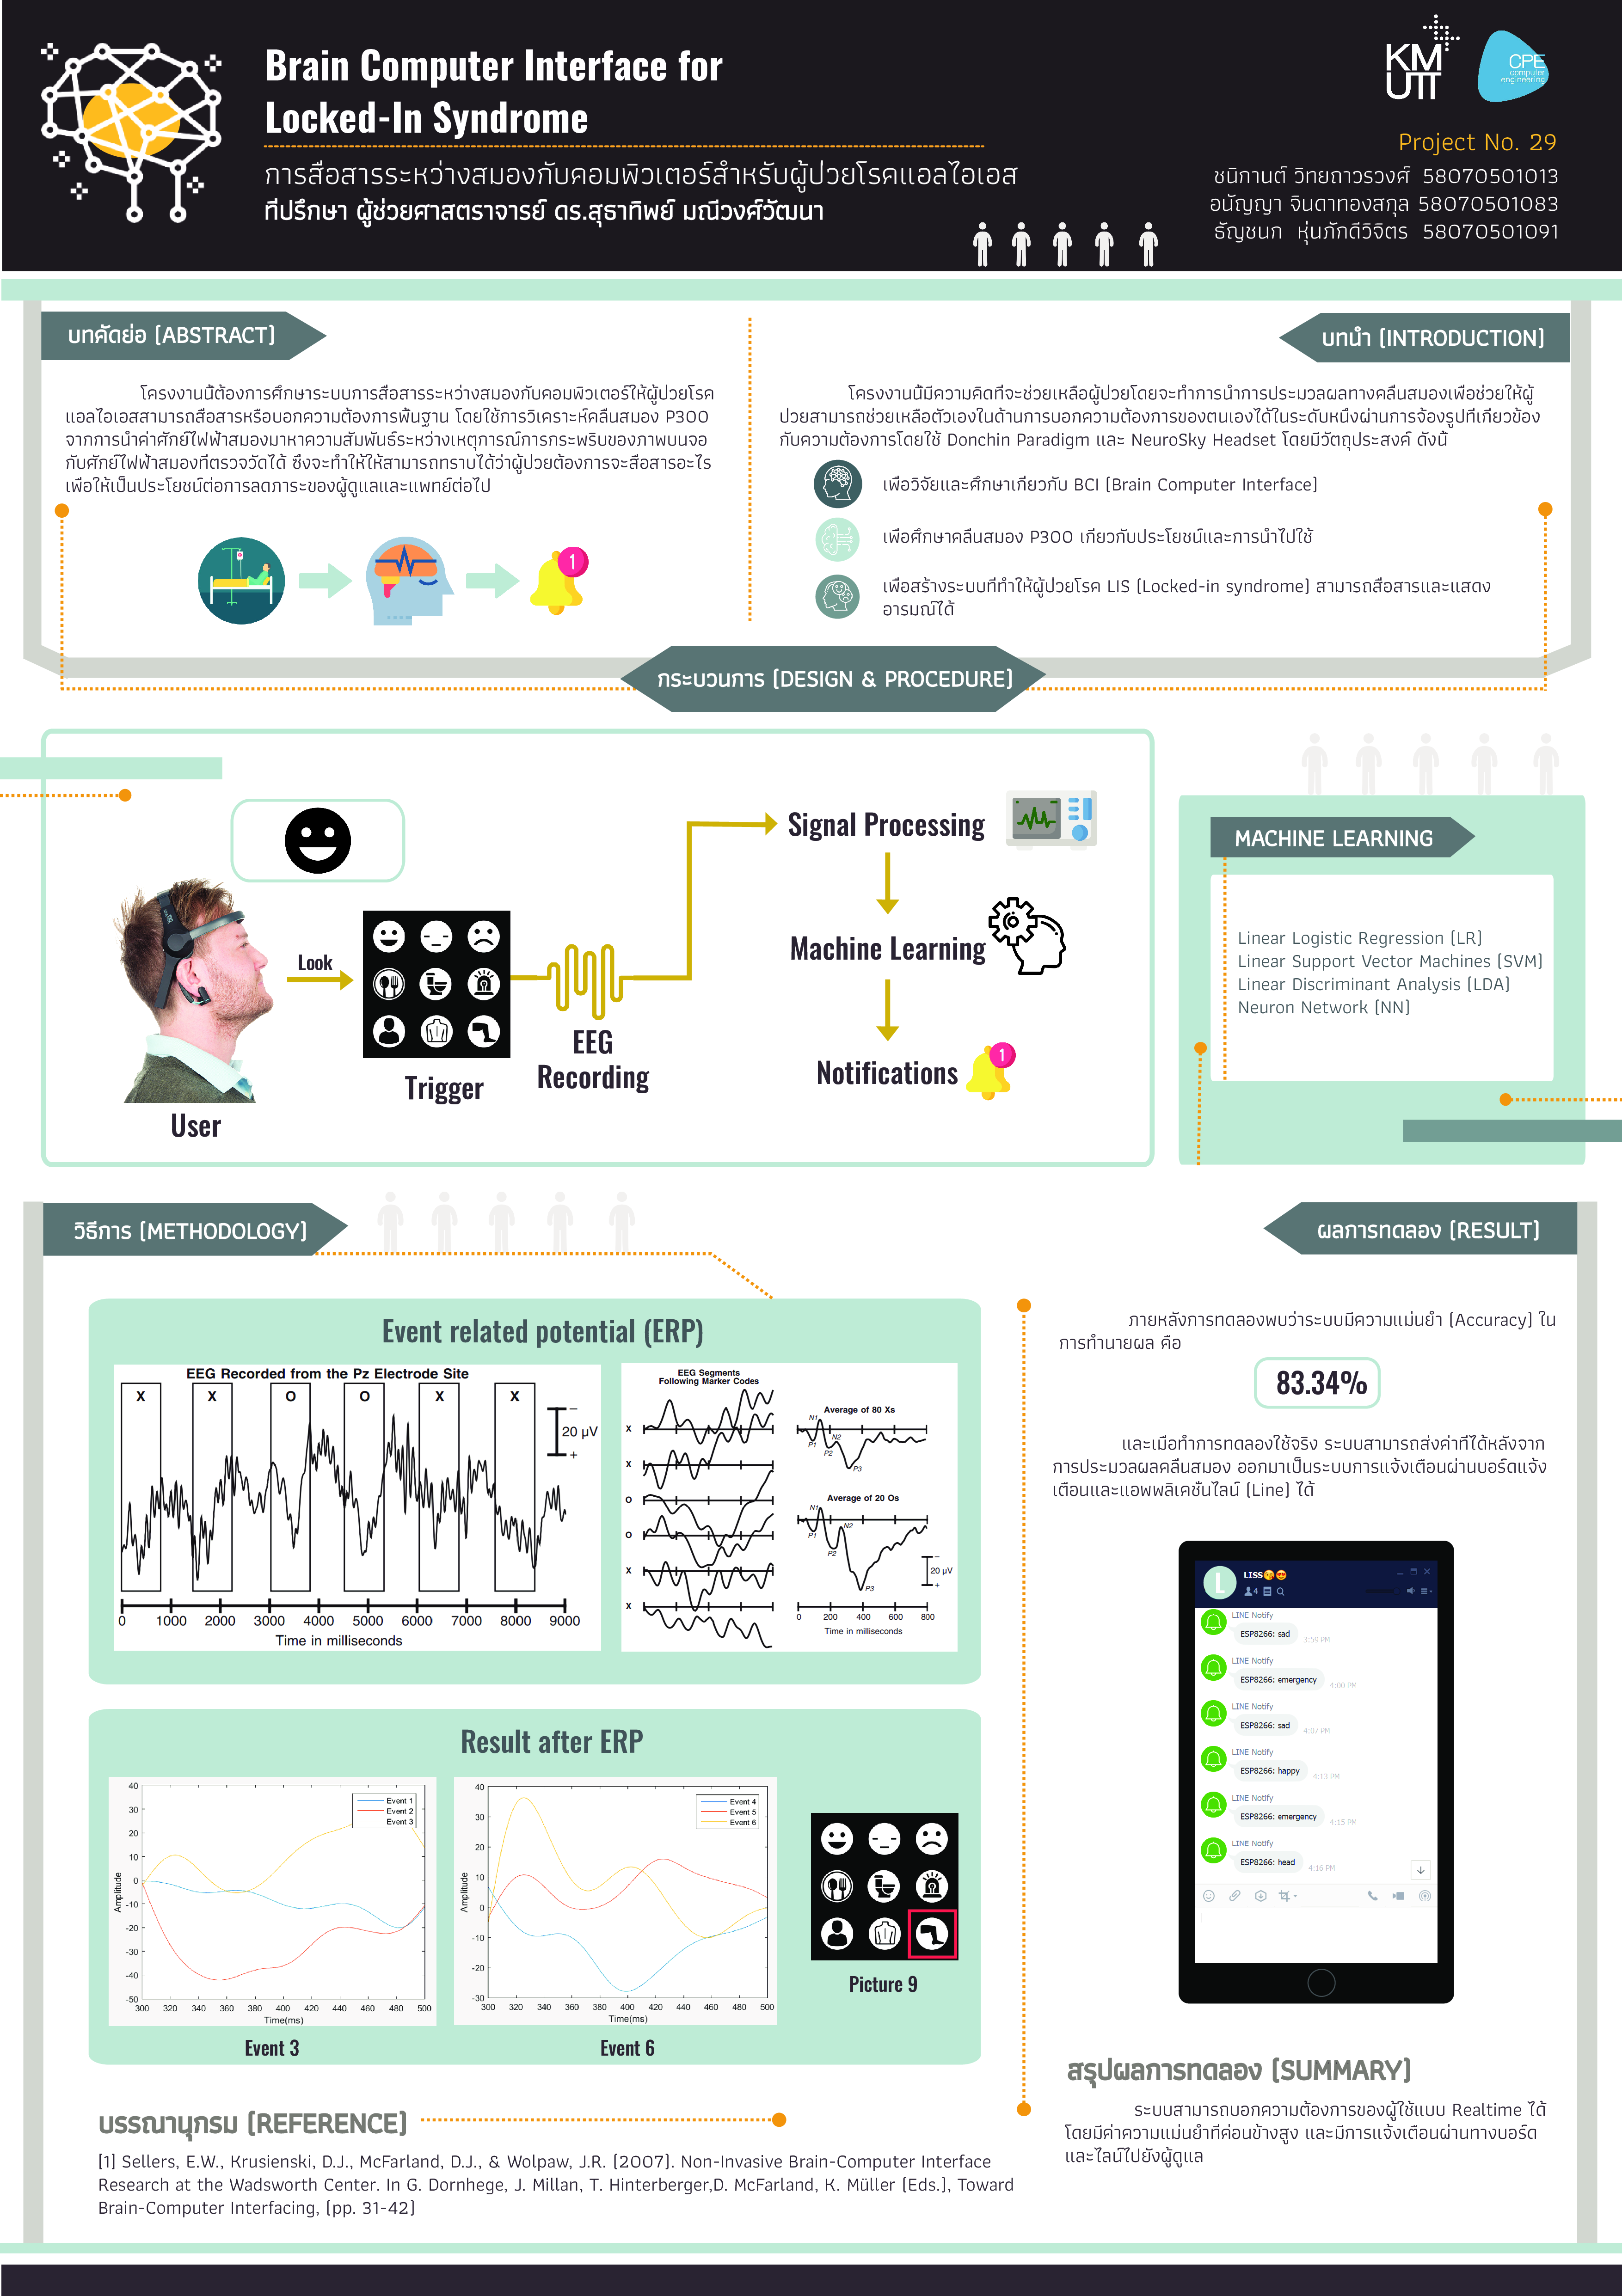 Brain Computer Interface for
Locked-In Syndrome
การสื่อสารระหว่างสมองกับคอมพิวเตอร์สำหรับผู้ป่วยโรคแอลไอเอส
ที่ปรึกษา ผู้ช่วยศาสตราจารย์ ดร.สุธาทิพย์ มณีวงศ์วัฒนา
KM
UTT
CPE
computer
engineering
Project No. 29
ชนิกานต์ วิทยถาวรวงศ์ 58070501013
อนัญญา จินดาทองสกุล 58070501083
ธัญชนก หุ่นภักดีวิจิตร 58070501091
บทคัดย่อ (ABSTRACT)
โครงงานนี้ต้องการศึกษาระบบการสื่อสารระหว่างสมองกับคอมพิวเตอร์ให้ผู้ป่วยโรค
แอลไอเอสสามารถสื่อสารหรือบอกความต้องการพื้นฐาน โดยใช้การวิเคราะห์คลื่นสมอง P300
จากการนำค่าศักย์ไฟฟ้าสมองมาหาความสัมพันธ์ระหว่างเหตุการณ์การกระพริบของภาพบนจอ
กับศักย์ไฟฟ้าสมองที่ตรวจวัดได้ ซึ่งจะทำให้ให้สามารถทราบได้ว่าผู้ป่วยต้องการจะสื่อสารอะไร
เพื่อให้เป็นประโยชน์ต่อการลดภาระของผู้ดูแลและแพทย์ต่อไป
1
บทนำ (INTRODUCTION)
โครงงานนี้มีความคิดที่จะช่วยเหลือผู้ป่วยโดยจะทำการนำการประมวลผลทางคลื่นสมองเพื่อช่วยให้ผู้
ป่วยสามารถช่วยเหลือตัวเองในด้านการบอกความต้องการของตนเองได้ในระดับหนึ่งผ่านการจ้องรูปที่เกี่ยวข้อง
กับความต้องการโดยใช้ Donchin Paradigm และ NeuroSky Headset โดยมีวัตถุประสงค์ ดังนี้
เพื่อวิจัยและศึกษาเกี่ยวกับ BCI (Brain Computer Interface)
เพื่อศึกษาคลื่นสมอง P300 เกี่ยวกับประโยชน์และการนำไปใช้
เพื่อสร้างระบบที่ทำให้ผู้ป่วยโรค LIS (Locked-in syndrome) สามารถสื่อสารและแสดง
อารมณ์ได้
กระบวนการ (DESIGN & PROCEDURE)
User
Look
Trigger
EEG
Recording
Signal Processing
Machine Learning
Notifications
1
MACHINE LEARNING
Linear Logistic Regression (LR)
Linear Support Vector Machines (SVM)
Linear Discriminant Analysis (LDA)
Neuron Network (NN)
วิธีการ (METHODOLOGY)
Event related potential (ERP)
EEG Recorded from the Pz Electrode Site
X X O O X X
−
20 µV
+
0 1000 2000 3000 4000 5000 6000 7000 8000 9000
Time in milliseconds
EEG Segments
Following Marker Codes
X
X
O
O
X
X
Average of 80 Xs
N1
P1
N2
P2
P3
Average of 20 Os
N1
P1
N2
P2
P3
−
20 µV
+
0 200 400 600 800
Time in milliseconds
Result after ERP
40
30
20
10
0
-10
-20
-30
-40
-50
Amplitude
Event 1
Event 2
Event 3
300 320 340 360 380 400 420 440 460 480 500
Time(ms)
Event 3
40
30
20
10
0
-10
-20
-30
Amplitude
Event 4
Event 5
Event 6
300 320 340 360 380 400 420 440 460 480 500
Time(ms)
Event 6
Picture 9
บรรณานุกรม (REFERENCE)
[1] Sellers, E.W., Krusienski, D.J., McFarland, D.J., & Wolpaw, J.R. (2007). Non-Invasive Brain-Computer Interface
Research at the Wadsworth Center. In G. Dornhege, J. Millan, T. Hinterberger,D. McFarland, K. Müller (Eds.), Toward
Brain-Computer Interfacing, (pp. 31-42)
ผลการทดลอง (RESULT)
ภายหลังการทดลองพบว่าระบบมีความแม่นยำ (Accuracy) ใน
การทำนายผล คือ
83.34%
และเมื่อทำการทดลองใช้จริง ระบบสามารถส่งค่าที่ได้หลังจาก
การประมวลผลคลื่นสมอง ออกมาเป็นระบบการแจ้งเตือนผ่านบอร์ดแจ้ง
เตือนและแอพพลิเคชั่นไลน์ (Line) ได้
L
LISS😘😍
4
LINE Notify
ESP8266: sad
3:59 PM
LINE Notify
ESP8266: emergency
4:00 PM
LINE Notify
ESP8266: sad
4:07 PM
LINE Notify
ESP8266: happy
4:13 PM
LINE Notify
ESP8266: emergency
4:15 PM
LINE Notify
ESP8266: head
4:16 PM
สรุปผลการทดลอง (SUMMARY)
ระบบสามารถบอกความต้องการของผู้ใช้แบบ Realtime ได้
โดยมีค่าความแม่นยำที่ค่อนข้างสูง และมีการแจ้งเตือนผ่านทางบอร์ด
และไลน์ไปยังผู้ดูแล